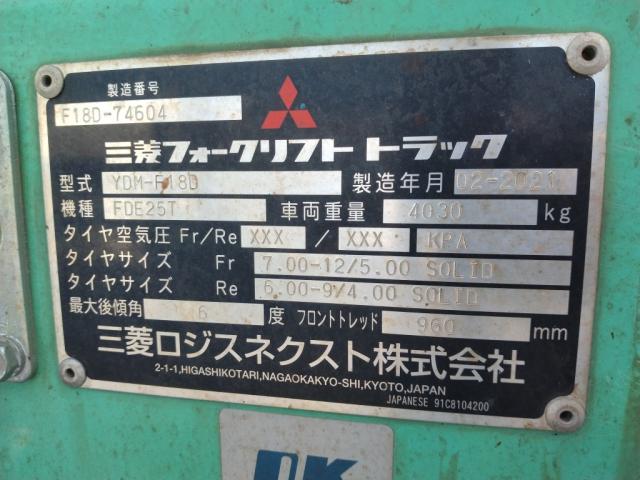 製造番号
F18D-74604
三菱フォークリフト トラック
型式 YDM-F18D 製造年月 02-2021
機種 FDE25T 車両重量 4030 kg
タイヤ空気圧 Fr/Re XXX / XXX KPA
タイヤサイズ Fr 7.00-12/5.00 SOLID
タイヤサイズ Re 6.00-9/4.00 SOLID
最大後傾角 6 度 フロントトレッド 960 mm
三菱ロジスネクスト株式会社
2-1-1,HIGASHIKOTARI,NAGAOKAKYO-SHI,KYOTO,JAPAN
JAPANESE 91C8104200